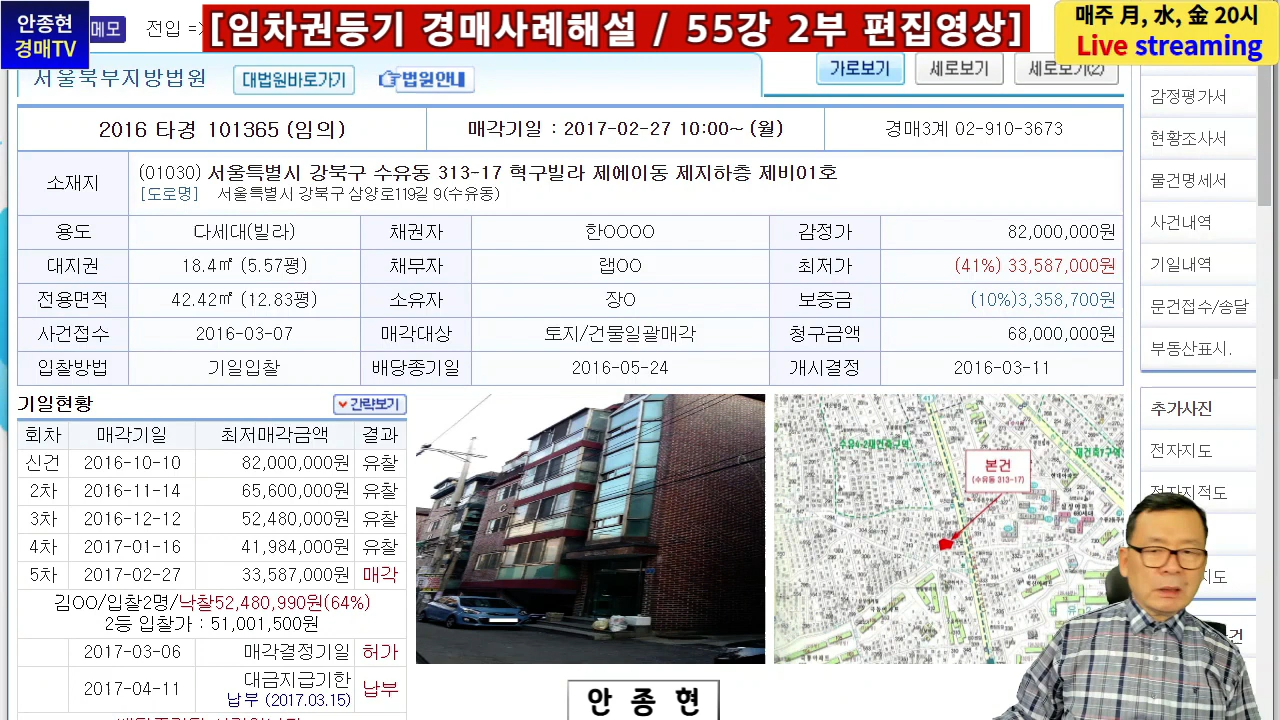 안종현
경매TV
메모
전입 =>
[임차권등기 경매사례해설 / 55강 2부 편집영상]
매주 月, 水, 金 20시
Live streaming
서울북부지방법원
대법원바로가기
법원안내
가로보기
세로보기
세로보기(2)
2016 타경 101365 (임의)
매각기일 : 2017-02-27 10:00~ (월)
경매3계 02-910-3673
소재지
(01030) 서울특별시 강북구 수유동 313-17 혁구빌라 제에이동 제지하층 제비01호
[도로명] 서울특별시 강북구 삼양로119길 9(수유동)
용도 다세대(빌라) 채권자 한OOOO 감정가 82,000,000원
대지권 18.4㎡ (5.57평) 채무자 랩OO 최저가 (41%) 33,587,000원
전용면적 42.42㎡ (12.83평) 소유자 장O 보증금 (10%)3,358,700원
사건접수 2016-03-07 매각대상 토지/건물일괄매각 청구금액 68,000,000원
입찰방법 기일입찰 배당종기일 2016-05-24 개시결정 2016-03-11
기일현황
간략보기
회차 매각기일 최저매각금액 결과
신건 2016-10-10 82,000,000원 유찰
2차 2016-11-14 65,600,000원 유찰
3차 2016-12-12 52,480,000원 유찰
4차 2017-01-16 41,984,000원 유찰
5차 2017-02-27 33,587,000원 매각
김OO/입찰2명/낙찰52,480,990원(64%)
2등 입찰가 : 51,001,500원
2017-03-06 매각결정기일 허가
2017-04-11 대금지급기한
납부 (2017.03.15) 납부
본건
(수유동 313-17)
감정평가서
현황조사서
물건명세서
사건내역
기일내역
문건접수/송달
부동산표시.
추가사진
전자지도
전자지적도
도
건
안 종 현